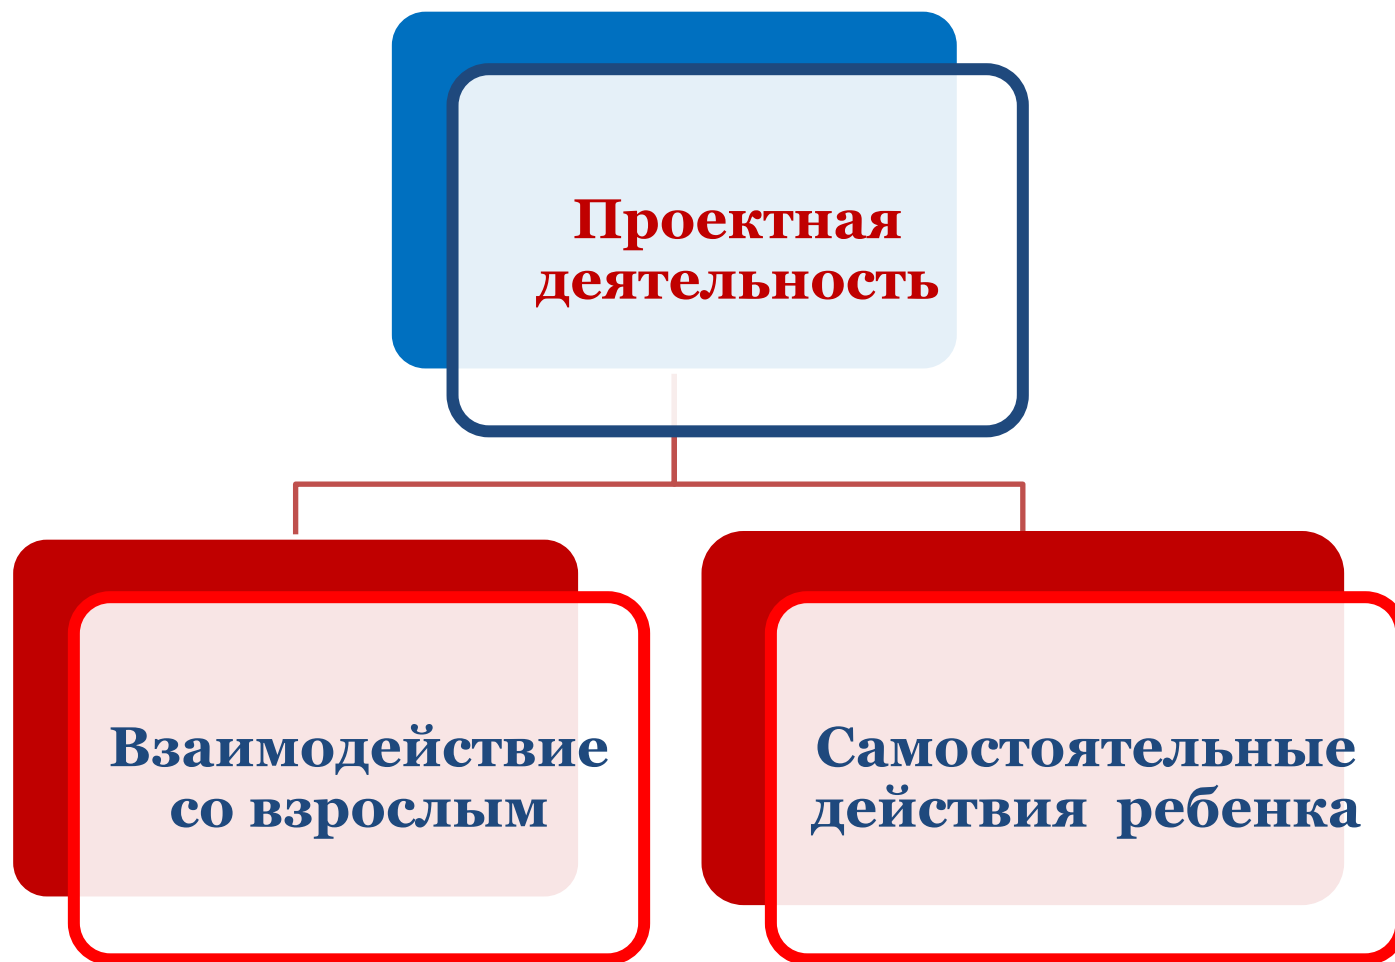 Проектная
деятельность
Взаимодействие
со взрослым
Самостоятельные
действия  ребенка